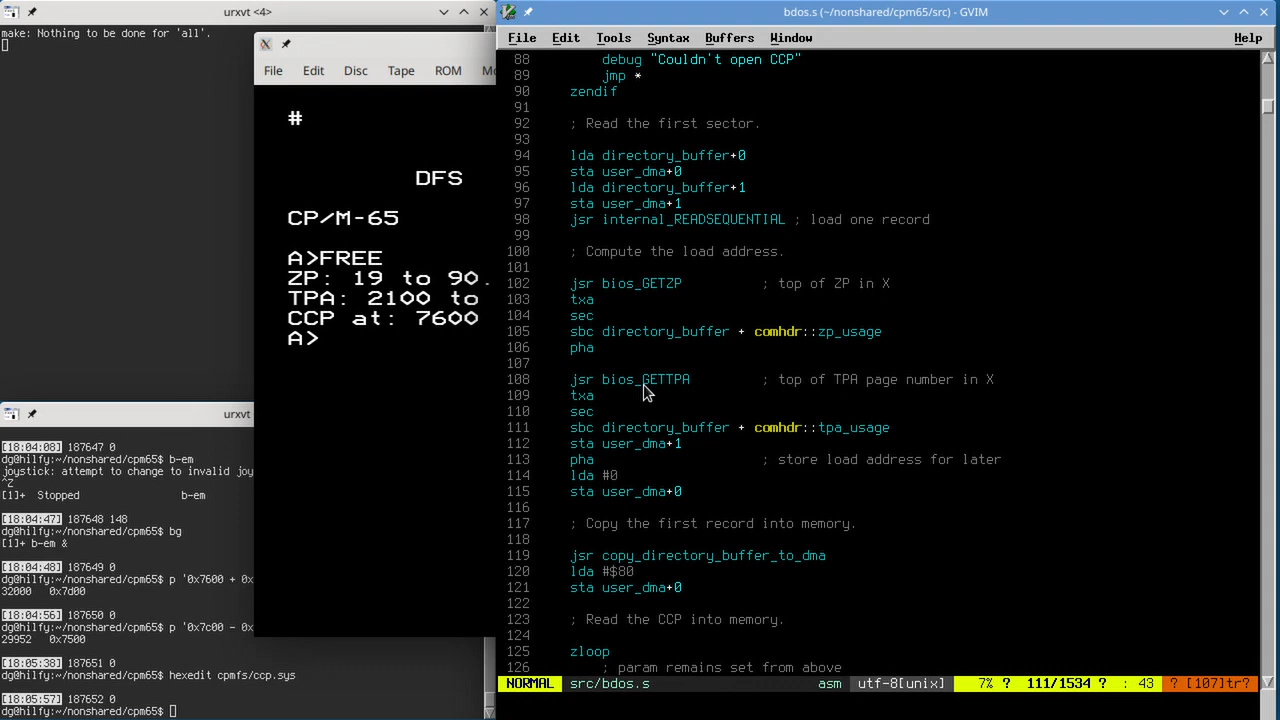 urxvt <4>
make: Nothing to be done for 'all'.
File Edit Disc Tape ROM Mo
#
DFS
CP/M-65
A>FREE
ZP: 19 to 90.
TPA: 2100 to
CCP at: 7600
A>
urxvt
[18:04:08] 187647 0
dg@hilfy:~/nonshared/cpm65$ b-em
joystick: attempt to change to invalid joy
^Z
[1]+  Stopped                 b-em
[18:04:47] 187648 148
dg@hilfy:~/nonshared/cpm65$ bg
[1]+ b-em &
[18:04:48] 187649 0
dg@hilfy:~/nonshared/cpm65$ p '0x7600 + 0x
32000   0x7d00
[18:04:56] 187650 0
dg@hilfy:~/nonshared/cpm65$ p '0x7c00 - 0x
29952   0x7500
[18:05:38] 187651 0
dg@hilfy:~/nonshared/cpm65$ hexedit cpmfs/ccp.sys
[18:05:57] 187652 0
dg@hilfy:~/nonshared/cpm65$
bdos.s (~/nonshared/cpm65/src) - GVIM
File Edit Tools Syntax Buffers Window Help
88 debug "Couldn't open CCP"
89 jmp *
90 zendif
91
92 ; Read the first sector.
93
94 lda directory_buffer+0
95 sta user_dma+0
96 lda directory_buffer+1
97 sta user_dma+1
98 jsr internal_READSEQUENTIAL ; load one record
99
100 ; Compute the load address.
101
102 jsr bios_GETZP ; top of ZP in X
103 txa
104 sec
105 sbc directory_buffer + comhdr::zp_usage
106 pha
107
108 jsr bios_GETTPA ; top of TPA page number in X
109 txa
110 sec
111 sbc directory_buffer + comhdr::tpa_usage
112 sta user_dma+1
113 pha ; store load address for later
114 lda #0
115 sta user_dma+0
116
117 ; Copy the first record into memory.
118
119 jsr copy_directory_buffer_to_dma
120 lda #$80
121 sta user_dma+0
122
123 ; Read the CCP into memory.
124
125 zloop
126 ; param remains set from above
NORMAL src/bdos.s asm utf-8[unix] 7% ? 111/1534 ? : 43 ? [107]tr?